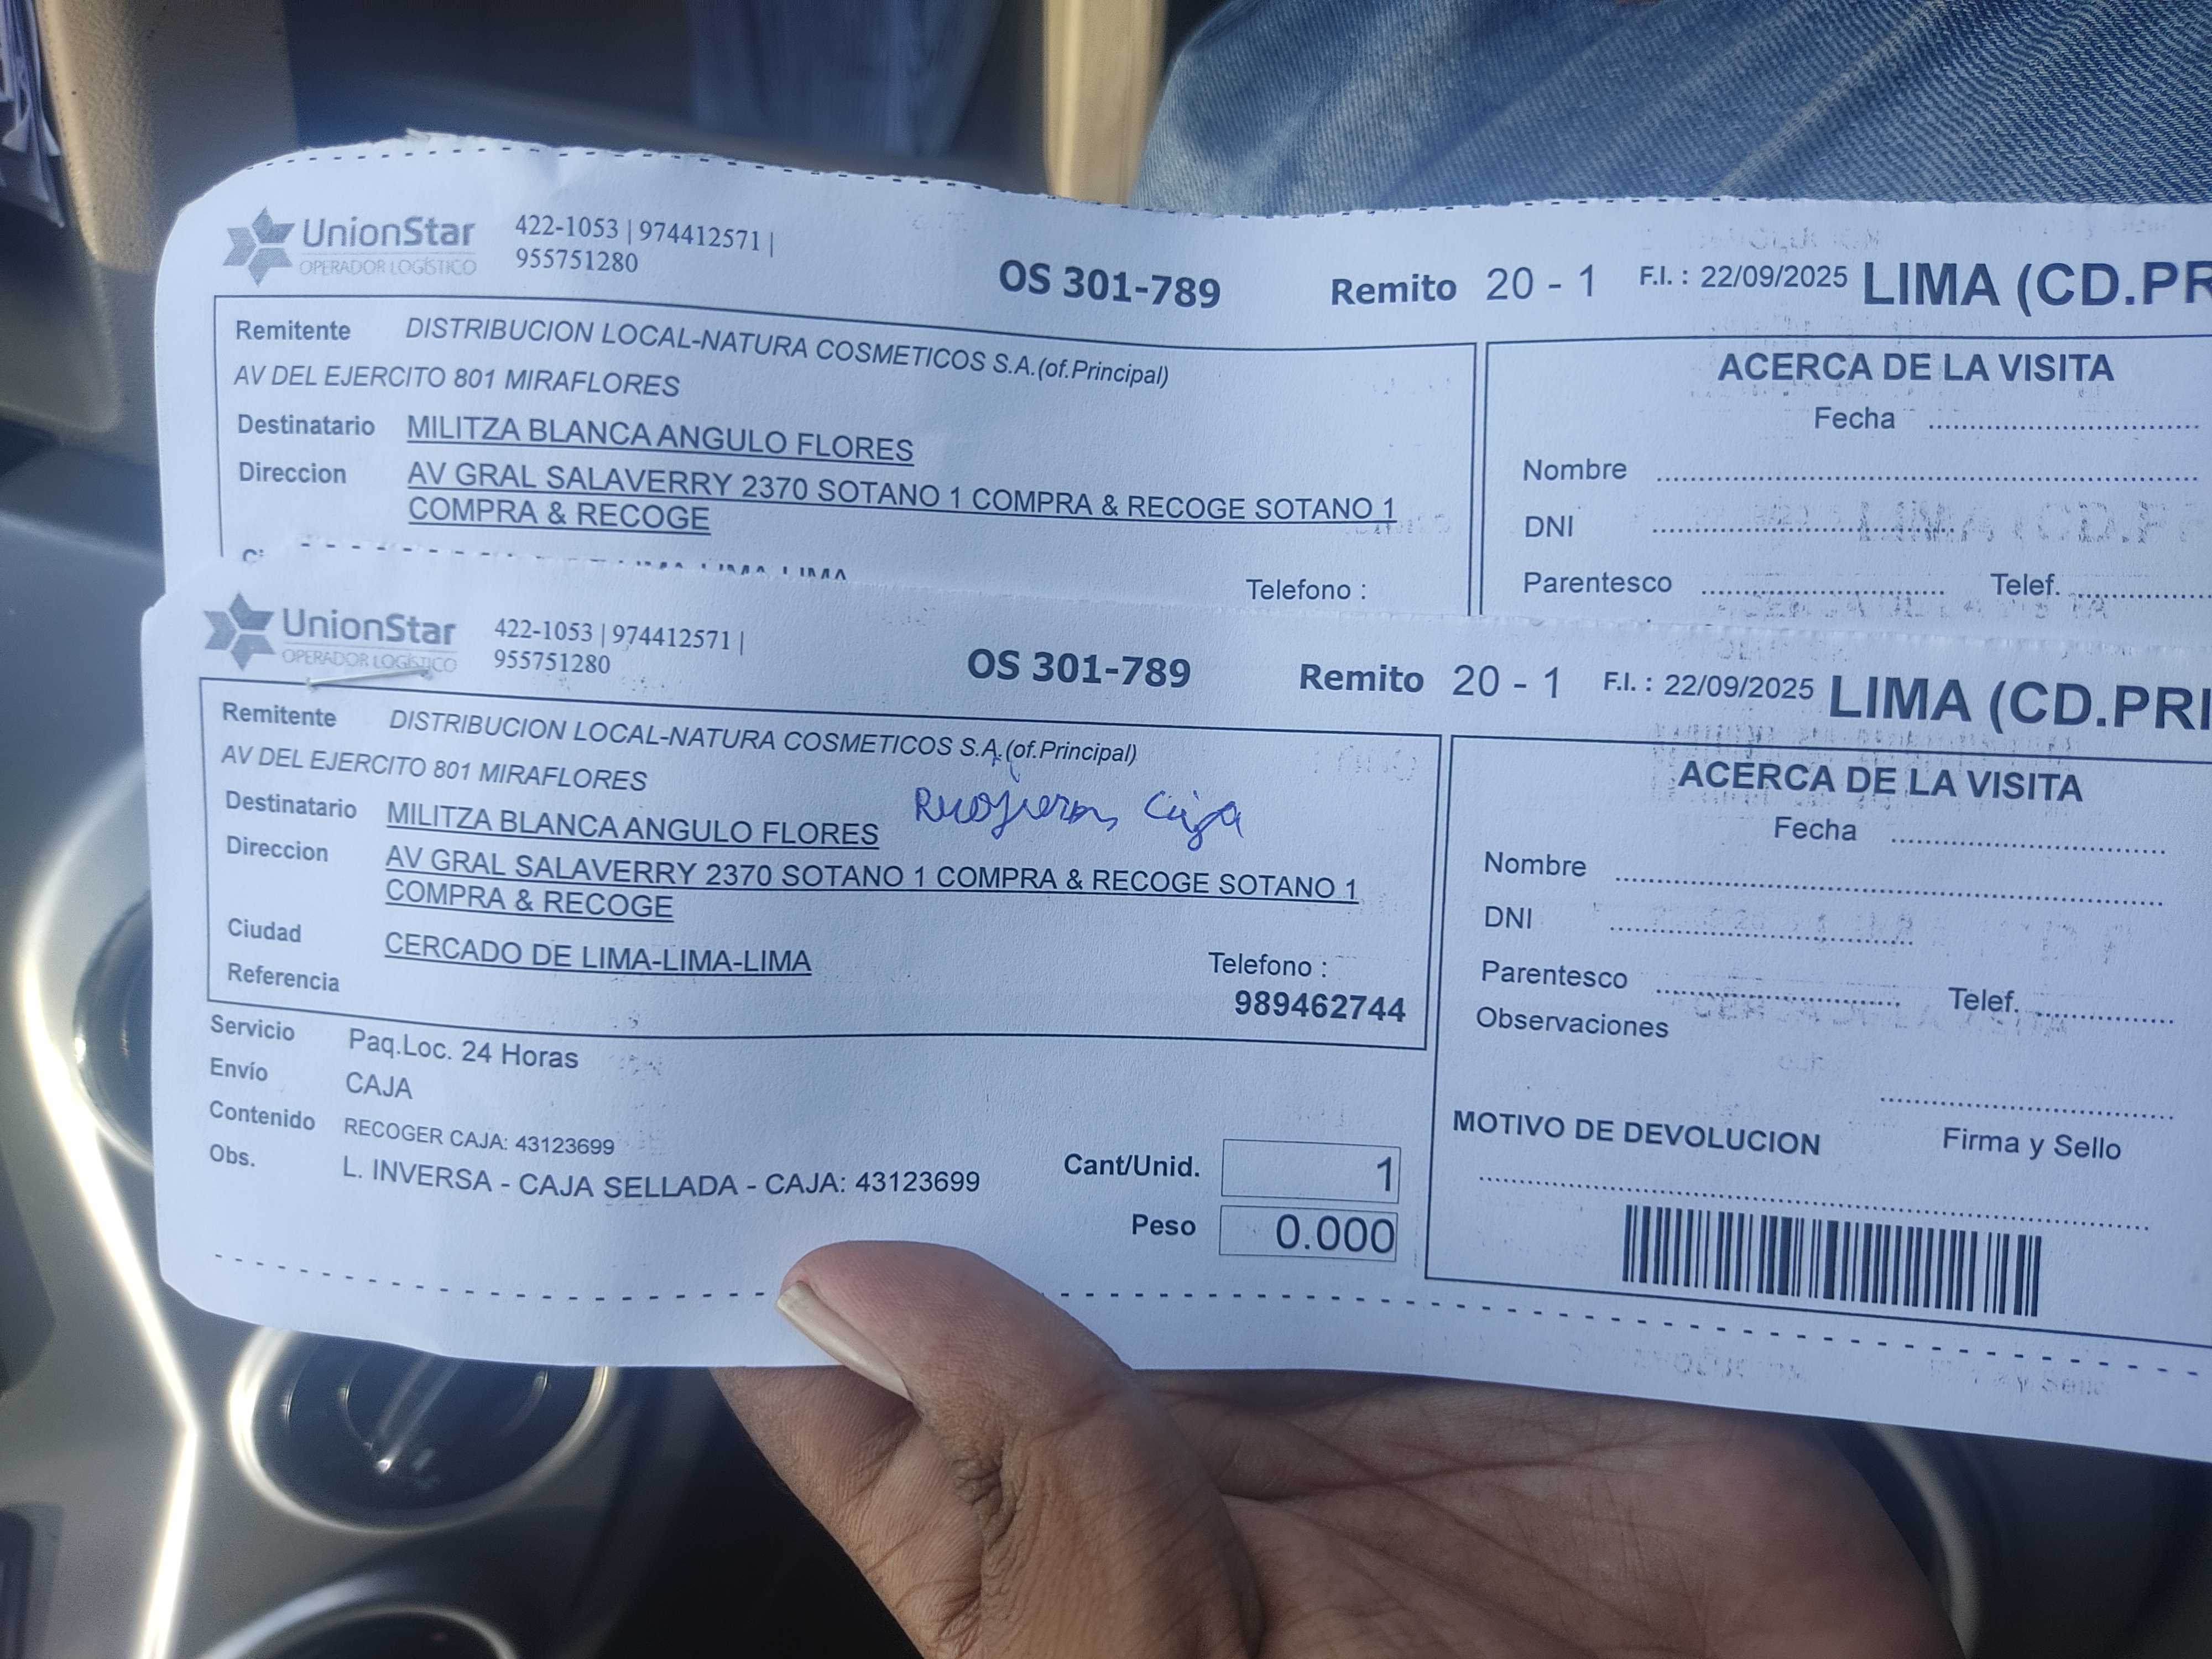 UnionStar
OPERADOR LOGÍSTICO
422-1053 | 974412571 |
955751280
OS 301-789
Remito 20 - 1
F.I. : 22/09/2025
LIMA (CD.PR
Remitente DISTRIBUCION LOCAL-NATURA COSMETICOS S.A.(of.Principal)
AV DEL EJERCITO 801 MIRAFLORES
Destinatario MILITZA BLANCA ANGULO FLORES
Direccion AV GRAL SALAVERRY 2370 SOTANO 1 COMPRA & RECOGE SOTANO 1
COMPRA & RECOGE
Telefono :
ACERCA DE LA VISITA
Fecha
Nombre
DNI
Parentesco Telef.
UnionStar
OPERADOR LOGÍSTICO
422-1053 | 974412571 |
955751280
OS 301-789
Remito 20 - 1
F.I. : 22/09/2025
LIMA (CD.PRI
Remitente DISTRIBUCION LOCAL-NATURA COSMETICOS S.A.(of.Principal)
AV DEL EJERCITO 801 MIRAFLORES
Destinatario MILITZA BLANCA ANGULO FLORES
Caja
Direccion AV GRAL SALAVERRY 2370 SOTANO 1 COMPRA & RECOGE SOTANO 1
COMPRA & RECOGE
Ciudad CERCADO DE LIMA-LIMA-LIMA
Referencia
Telefono :
989462744
Servicio Paq.Loc. 24 Horas
Envío CAJA
Contenido RECOGER CAJA: 43123699
Obs. L. INVERSA - CAJA SELLADA - CAJA: 43123699
Cant/Unid. 1
Peso 0.000
ACERCA DE LA VISITA
Fecha
Nombre
DNI
Parentesco Telef.
Observaciones
MOTIVO DE DEVOLUCION
Firma y Sello